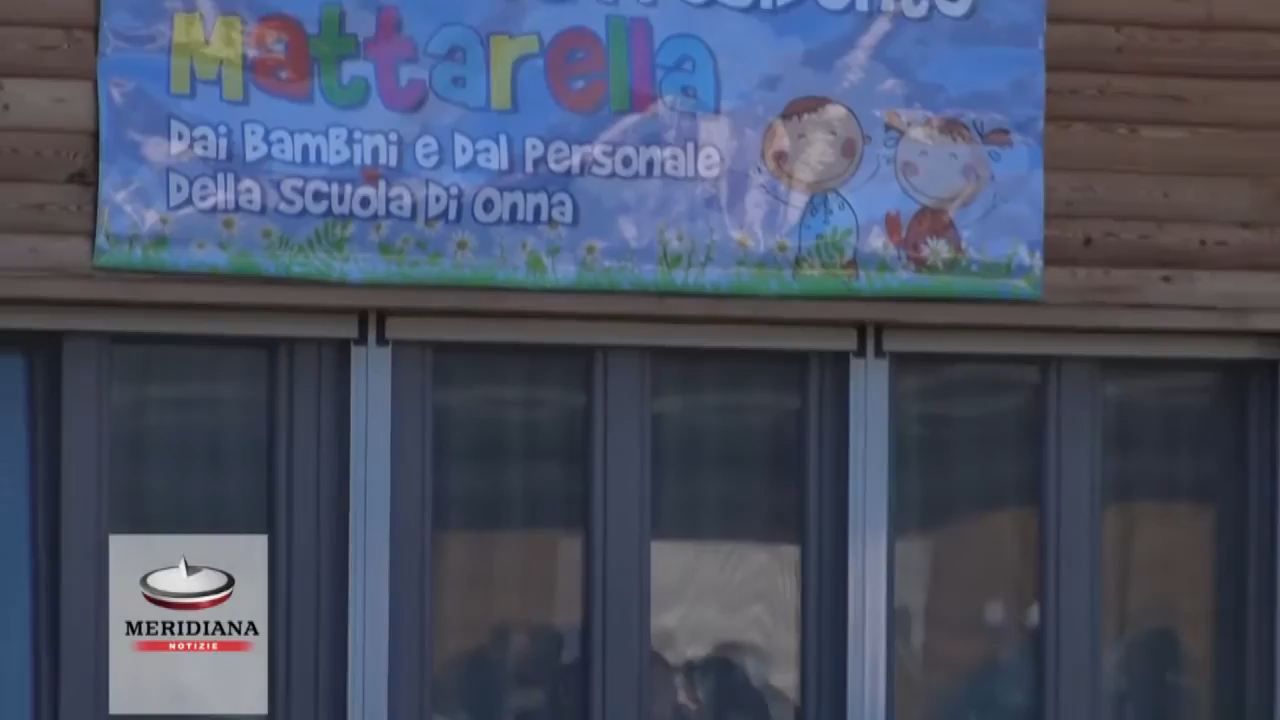 Mattarella
Dai Bambini e Dal Personale
Della Scuola Di Onna
MERIDIANA
NOTIZIE